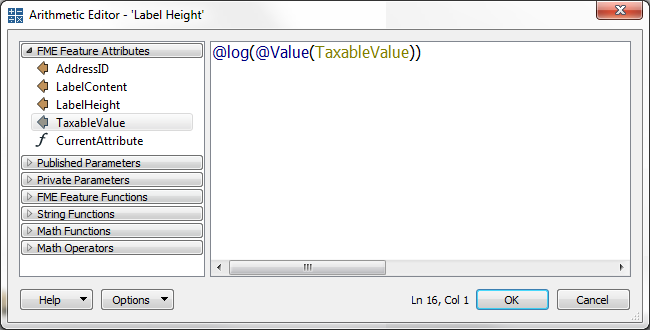 Arithmetic Editor - 'Label Height'
FME Feature Attributes
AddressID
LabelContent
LabelHeight
TaxableValue
CurrentAttribute
Published Parameters
Private Parameters
FME Feature Functions
String Functions
Math Functions
Math Operators
@log(@Value(TaxableValue))
Help
Options
Ln 16, Col 1
OK
Cancel